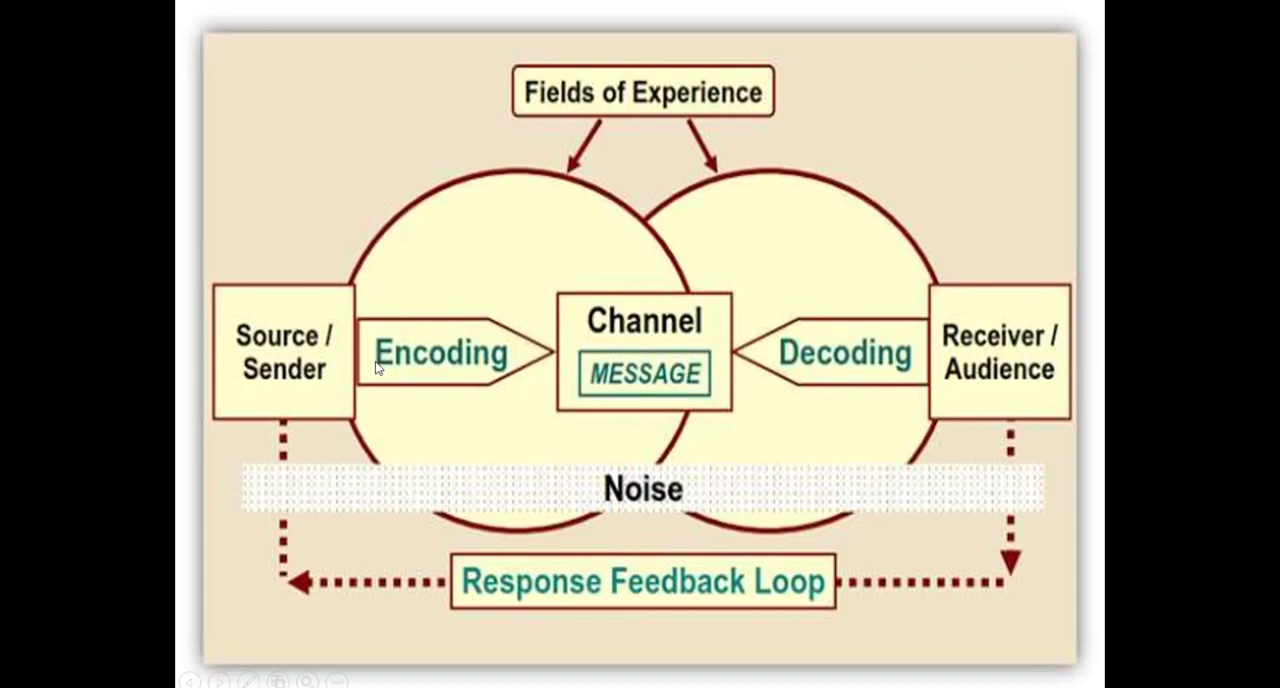 Fields of Experience
Source /
Sender
Encoding
Channel
MESSAGE
Decoding
Receiver /
Audience
Noise
Response Feedback Loop